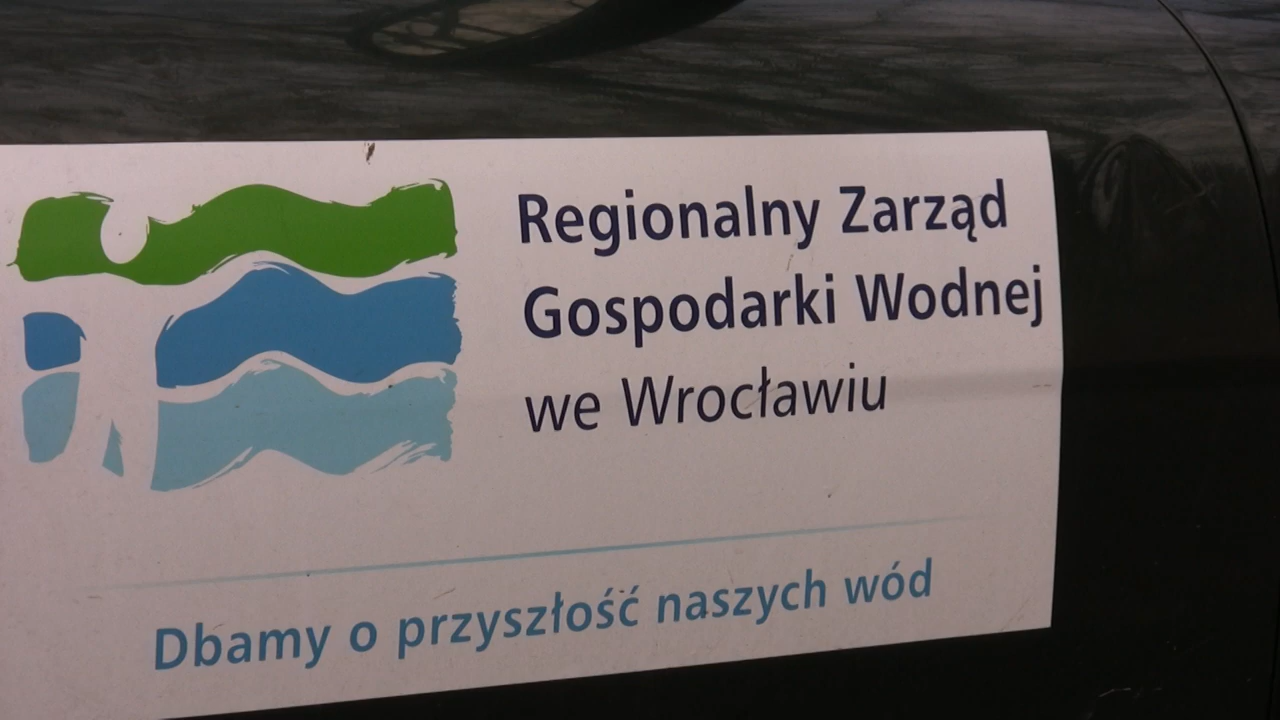 Regionalny Zarząd
Gospodarki Wodnej
we Wrocławiu
Dbamy o przyszłość naszych wód